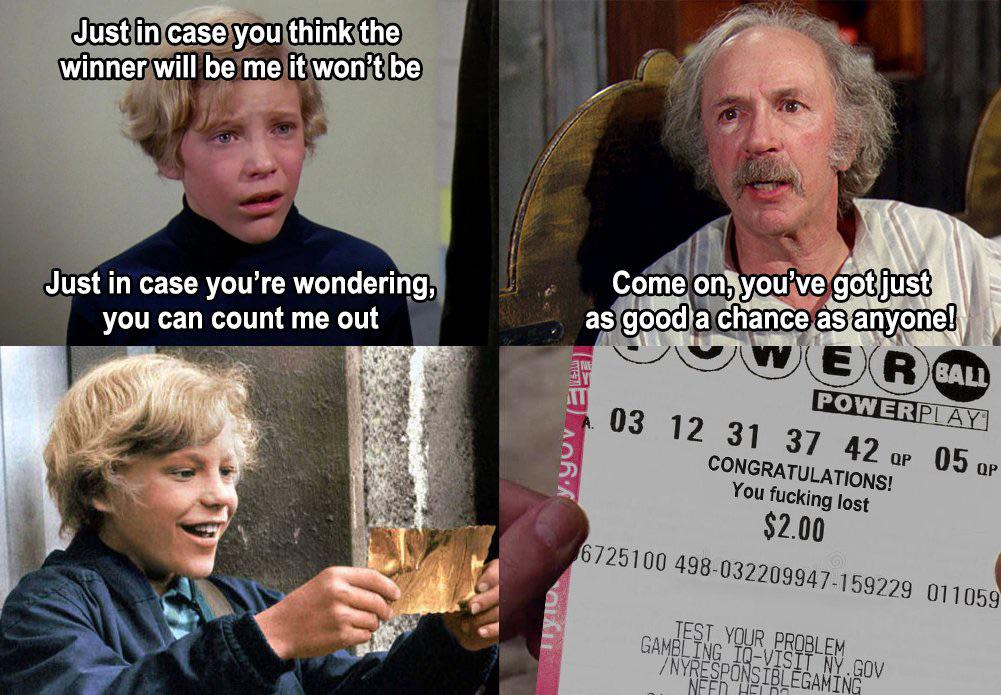 Just in case you think the
winner will be me it won't be
Just in case you're wondering,
you can count me out
Come on, you've got just
as good a chance as anyone!
POWER BALL
POWERPLAY
A. 03 12 31 37 42 QP 05 QP
CONGRATULATIONS!
You fucking lost
$2.00
6725100 498-032209947-159229 011059
TEST YOUR PROBLEM
GAMBLING IQ-VISIT NY.GOV
/NYRESPONSIBLEGAMING
NEED